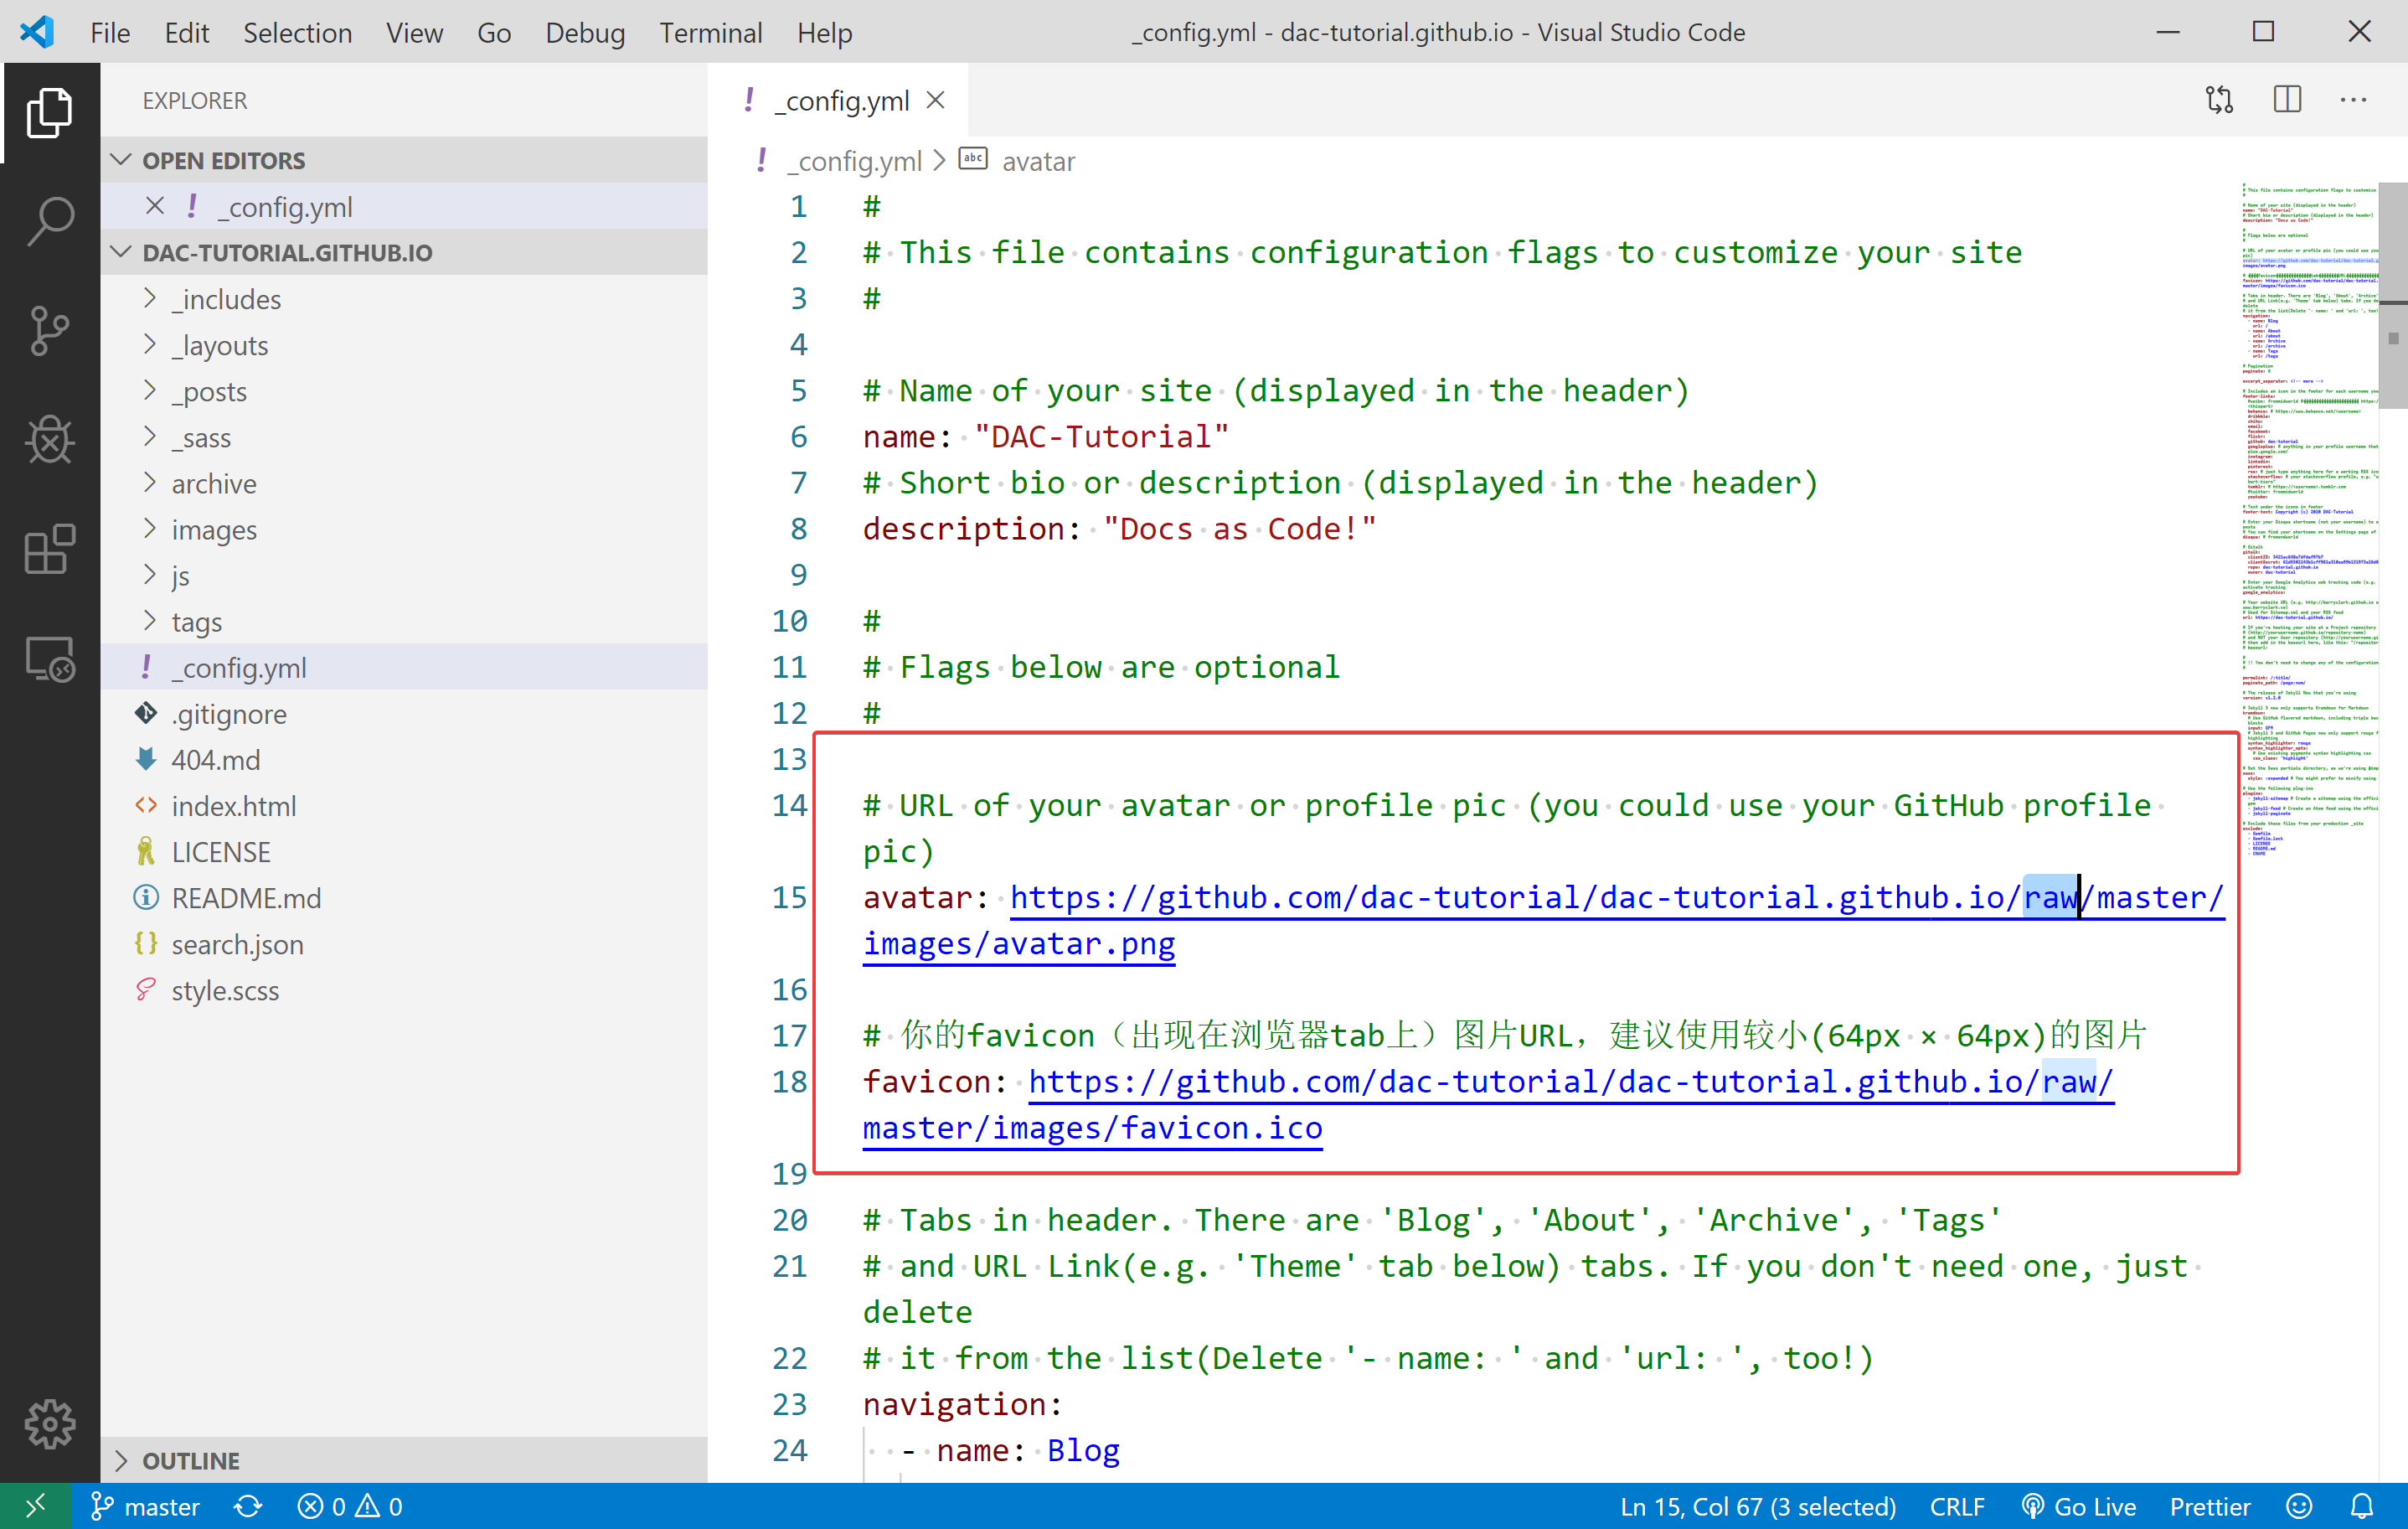 File Edit Selection View Go Debug Terminal Help
_config.yml - dac-tutorial.github.io - Visual Studio Code
EXPLORER
OPEN EDITORS
_config.yml
DAC-TUTORIAL.GITHUB.IO
_includes
_layouts
_posts
_sass
archive
images
js
tags
_config.yml
.gitignore
404.md
index.html
LICENSE
README.md
search.json
style.scss
OUTLINE
_config.yml
_config.yml > abc avatar
1 #
2 # This file contains configuration flags to customize your site
3 #
4
5 # Name of your site (displayed in the header)
6 name: "DAC-Tutorial"
7 # Short bio or description (displayed in the header)
8 description: "Docs as Code!"
9
10 #
11 # Flags below are optional
12 #
13
14 # URL of your avatar or profile pic (you could use your GitHub profile
pic)
15 avatar: https://github.com/dac-tutorial/dac-tutorial.github.io/raw/master/
images/avatar.png
16
17 # 你的favicon（出现在浏览器tab上）图片URL，建议使用较小(64px × 64px)的图片
18 favicon: https://github.com/dac-tutorial/dac-tutorial.github.io/raw/
master/images/favicon.ico
19
20 # Tabs in header. There are 'Blog', 'About', 'Archive', 'Tags'
21 # and URL Link(e.g. 'Theme' tab below) tabs. If you don't need one, just
delete
22 # it from the list(Delete '- name: ' and 'url: ', too!)
23 navigation:
24 - name: Blog
master 0 0
Ln 15, Col 67 (3 selected) CRLF Go Live Prettier